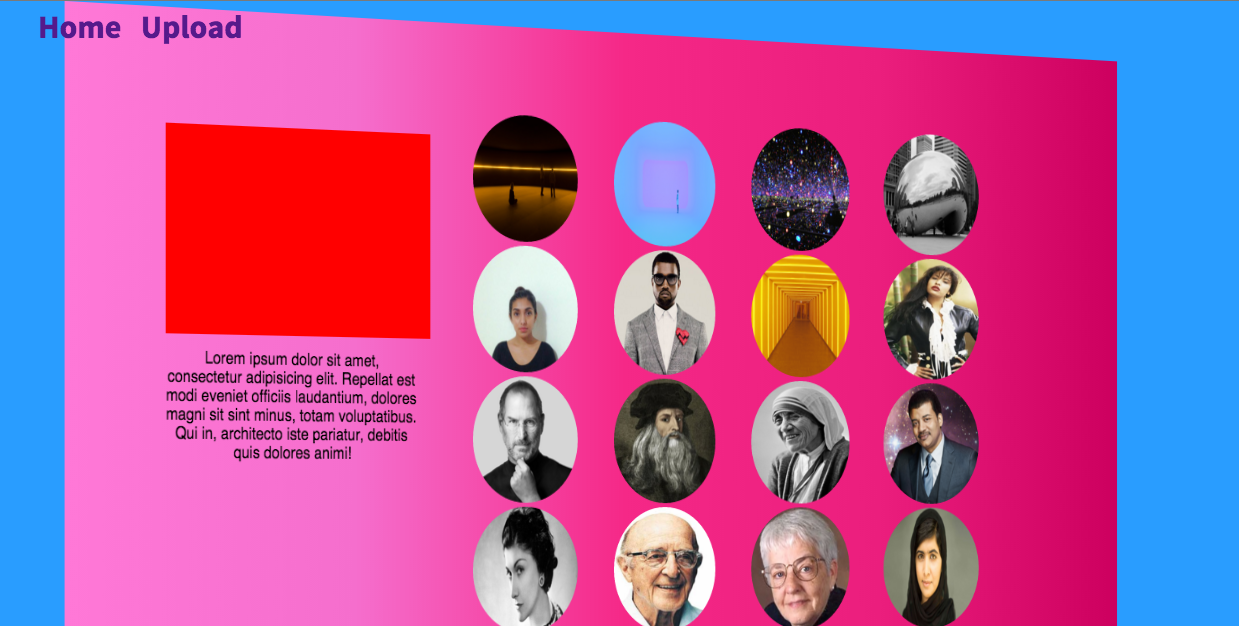 Home Upload
Lorem ipsum dolor sit amet,
consectetur adipisicing elit. Repellat est
modi eveniet officiis laudantium, dolores
magni sit sint minus, totam voluptatibus.
Qui in, architecto iste pariatur, debitis
quis dolores animi!